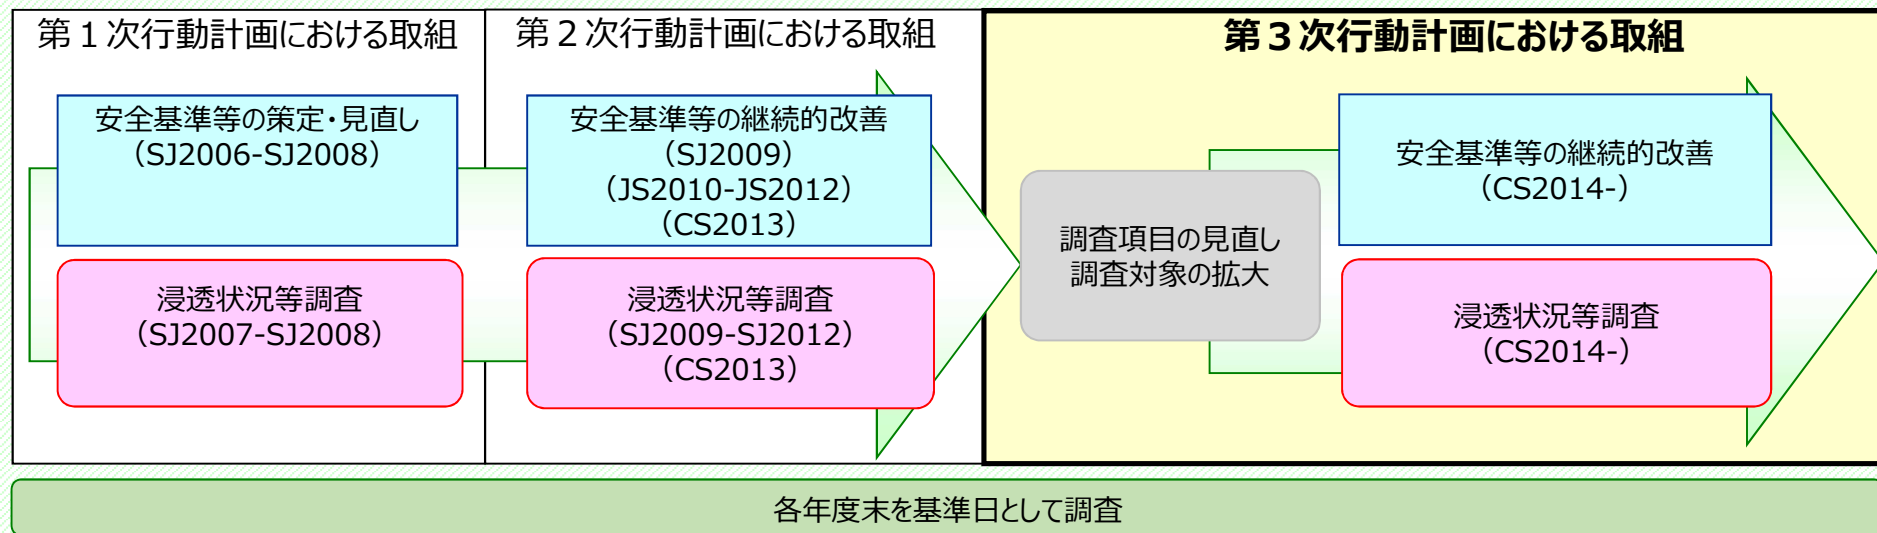 第１次行動計画における取組
安全基準等の策定・見直し
（SJ2006-SJ2008）
浸透状況等調査
（SJ2007-SJ2008）
第２次行動計画における取組
安全基準等の継続的改善
（SJ2009）
（JS2010-JS2012）
（CS2013）
浸透状況等調査
（SJ2009-SJ2012）
（CS2013）
第３次行動計画における取組
調査項目の見直し
調査対象の拡大
安全基準等の継続的改善
（CS2014-）
浸透状況等調査
（CS2014-）
各年度末を基準日として調査